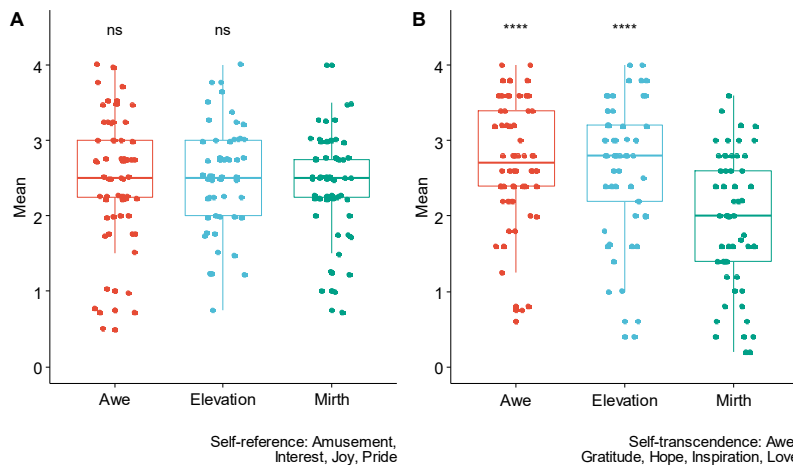 A
ns
ns
4
3
2
1
0
Mean
Awe
Elevation
Mirth
Self-reference: Amusement,
Interest, Joy, Pride
B
****
****
4
3
2
1
0
Mean
Awe
Elevation
Mirth
Self-transcendence: Awe
Gratitude, Hope, Inspiration, Love